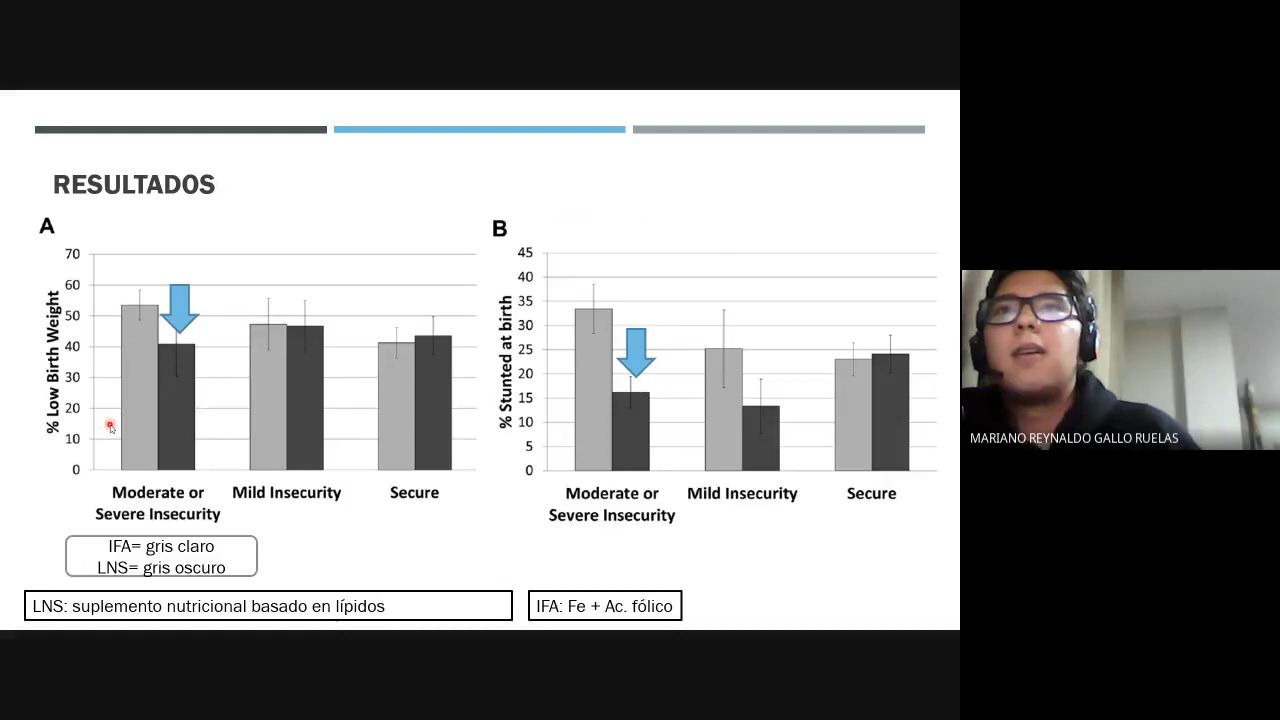 RESULTADOS
A
% Low Birth Weight
70
60
50
40
30
20
10
0
Moderate or
Severe Insecurity
Mild Insecurity
Secure
B
% Stunted at birth
45
40
35
30
25
20
15
10
5
0
Moderate or
Severe Insecurity
Mild Insecurity
Secure
IFA= gris claro
LNS= gris oscuro
LNS: suplemento nutricional basado en lípidos
IFA: Fe + Ac. fólico
MARIANO REYNALDO GALLO RUELAS